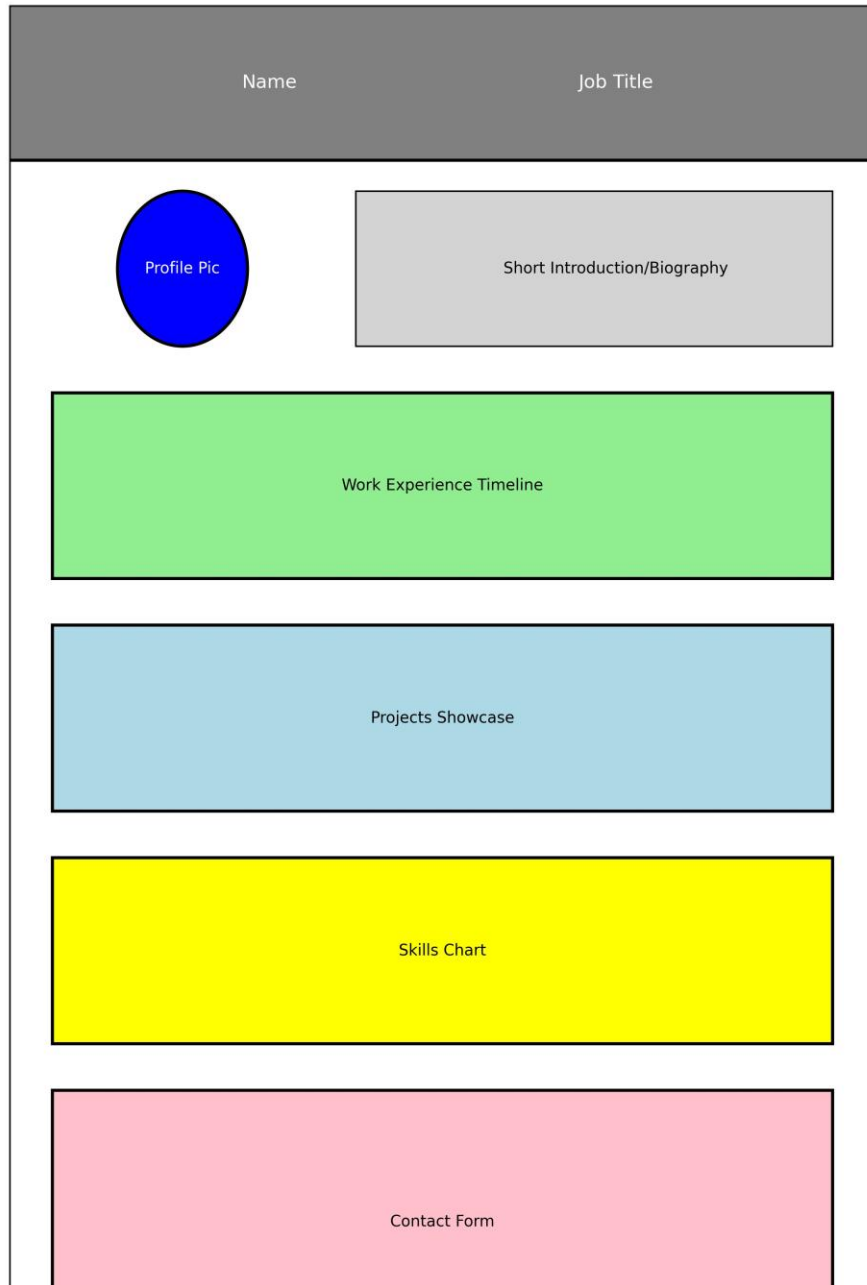 Name Job Title
Profile Pic
Short Introduction/Biography
Work Experience Timeline
Projects Showcase
Skills Chart
Contact Form